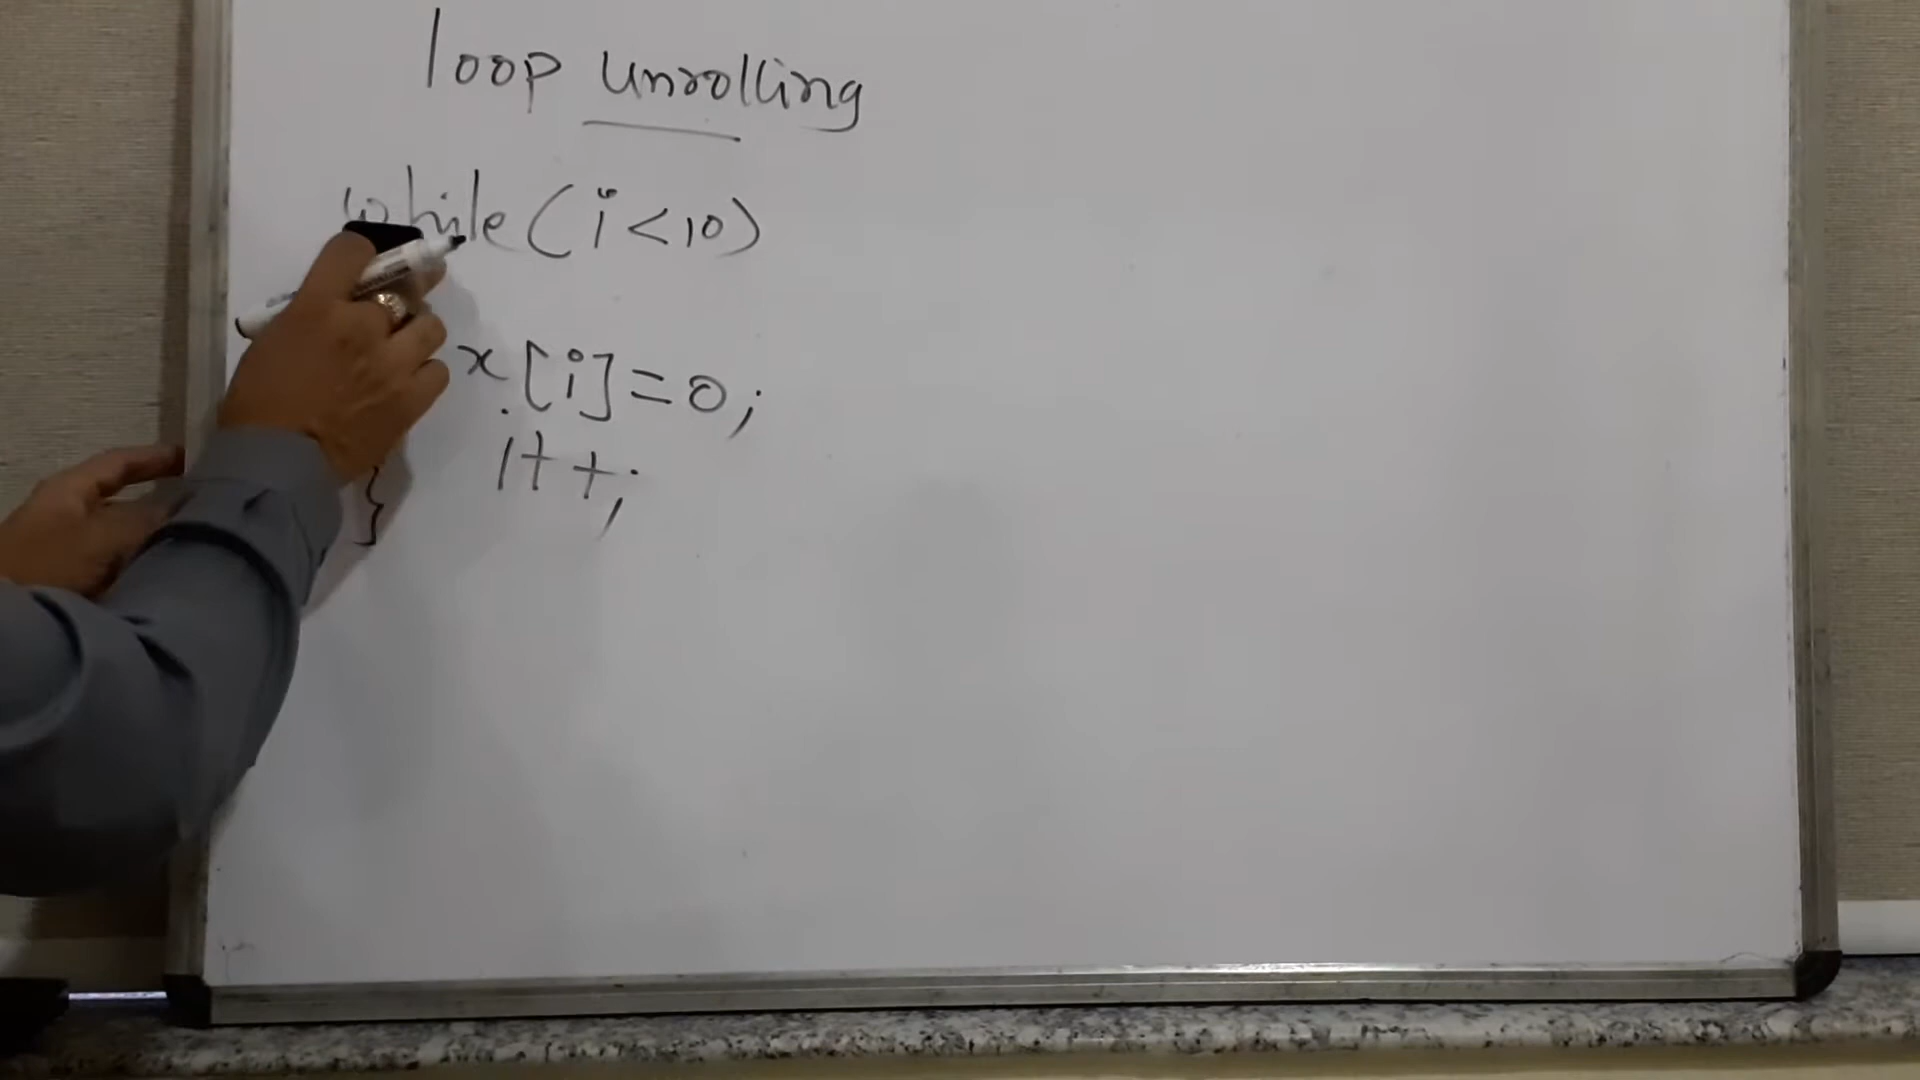 loop unrolling
while (i<10)
x[i]=0;
i++;
}